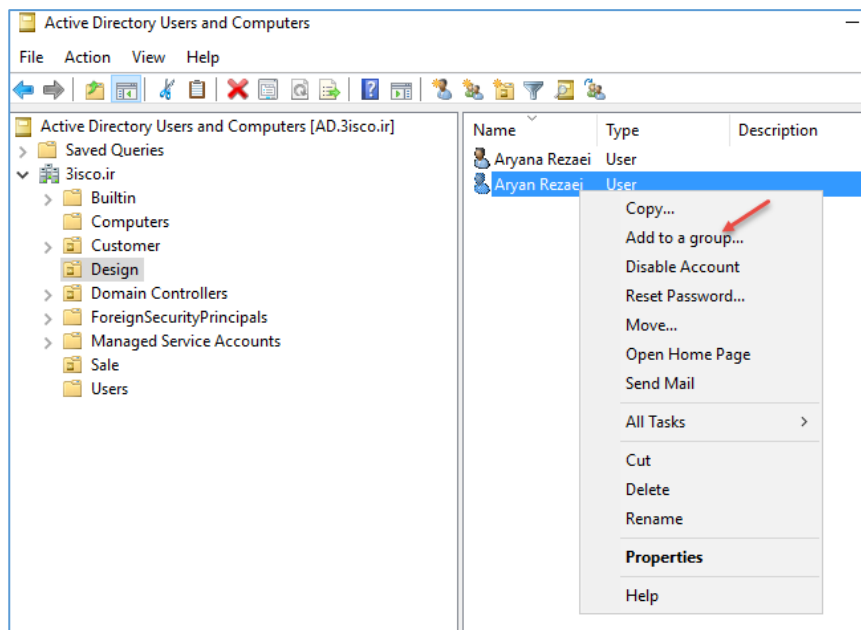 Active Directory Users and Computers
File Action View Help
Active Directory Users and Computers [AD.3isco.ir]
Saved Queries
3isco.ir
Builtin
Computers
Customer
Design
Domain Controllers
ForeignSecurityPrincipals
Managed Service Accounts
Sale
Users
Name Type Description
Aryana Rezaei User
Aryan Rezaei User
Copy...
Add to a group...
Disable Account
Reset Password...
Move...
Open Home Page
Send Mail
All Tasks
Cut
Delete
Rename
Properties
Help